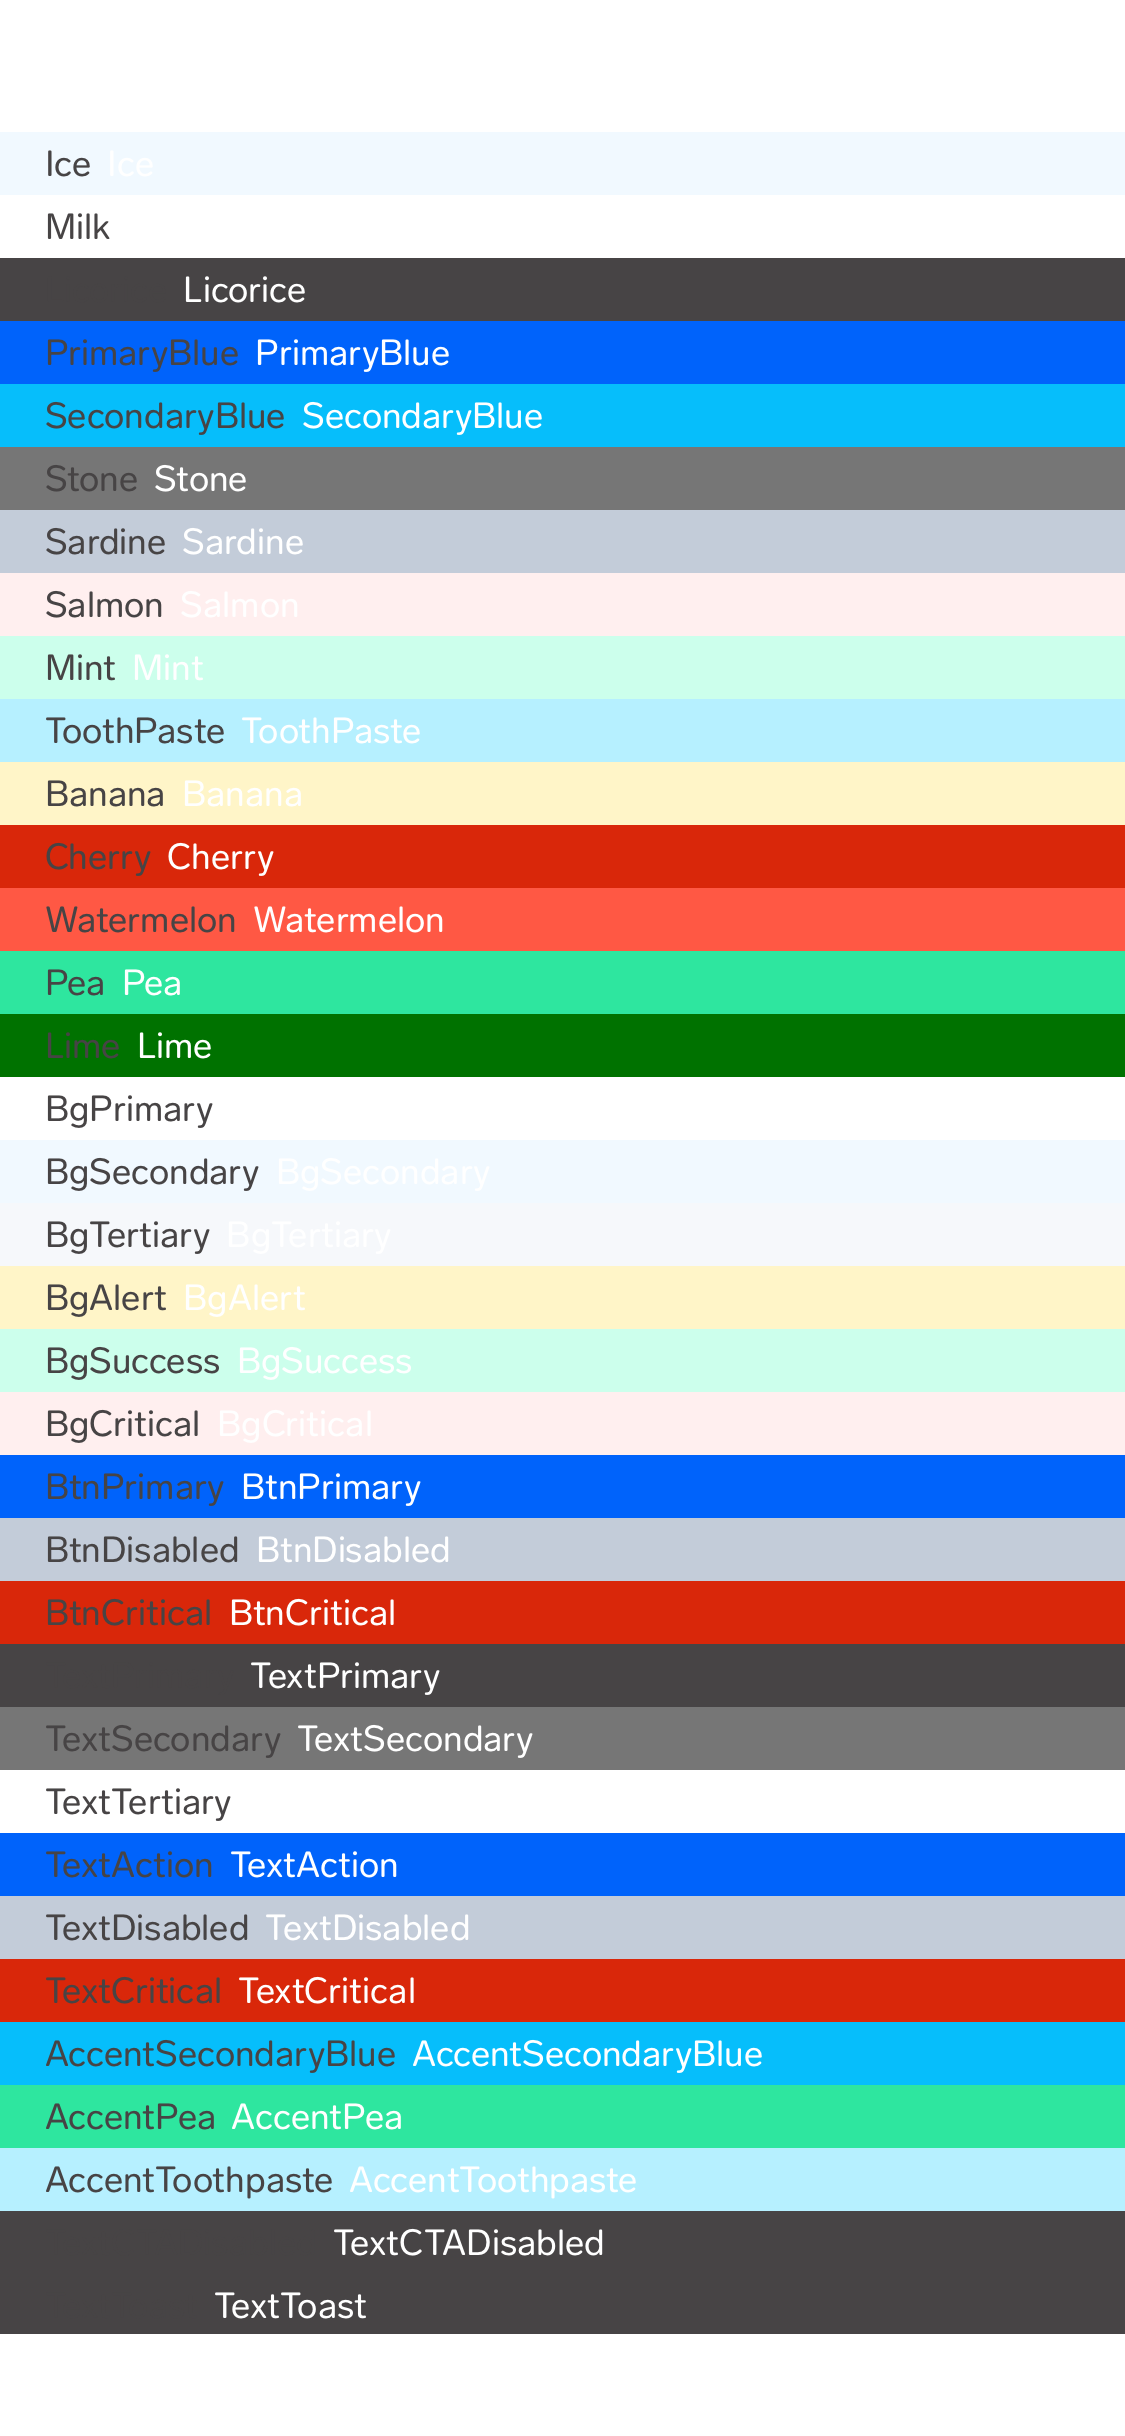 Ice Ice
Milk
Licorice
PrimaryBlue PrimaryBlue
SecondaryBlue SecondaryBlue
Stone Stone
Sardine Sardine
Salmon Salmon
Mint Mint
ToothPaste ToothPaste
Banana Banana
Cherry Cherry
Watermelon Watermelon
Pea Pea
Lime Lime
BgPrimary
BgSecondary BgSecondary
BgTertiary BgTertiary
BgAlert BgAlert
BgSuccess BgSuccess
BgCritical BgCritical
BtnPrimary BtnPrimary
BtnDisabled BtnDisabled
BtnCritical BtnCritical
TextPrimary
TextSecondary TextSecondary
TextTertiary
TextAction TextAction
TextDisabled TextDisabled
TextCritical TextCritical
AccentSecondaryBlue AccentSecondaryBlue
AccentPea AccentPea
AccentToothpaste AccentToothpaste
TextCTADisabled
TextToast